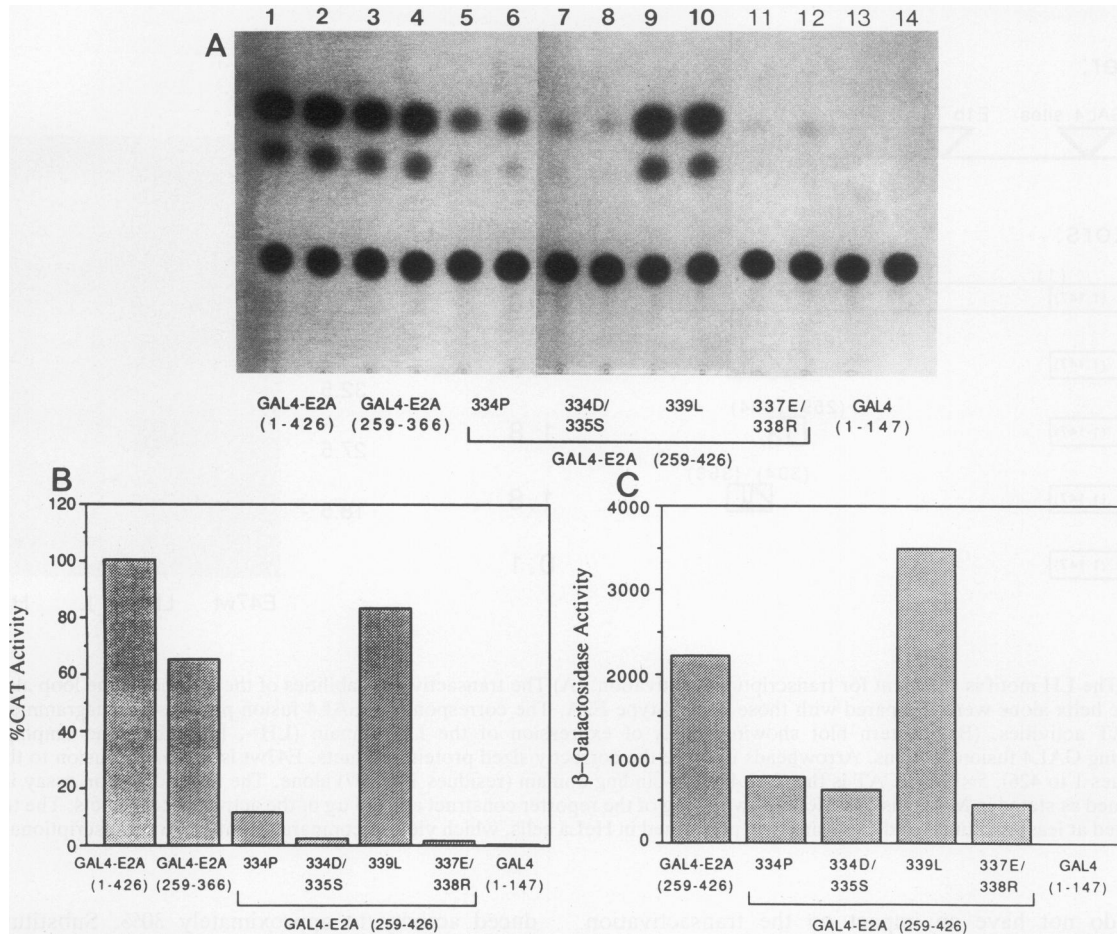 1 2 3 4 5 6 7 8 9 10 11 12 13 14
A
GAL4-E2A GAL4-E2A 334P 334D/ 339L 337E/ GAL4
(1-426) (259-366) 335S 338R (1-147)
GAL4-E2A (259-426)
B
%CAT Activity
120
100
80
60
40
20
0
GAL4-E2A GAL4-E2A 334P 334D/ 339L 337E/ GAL4
(1-426) (259-366) 335S 338R (1-147)
GAL4-E2A (259-426)
C
β-Galactosidase Activity
4000
3000
2000
1000
0
GAL4-E2A 334P 334D/ 339L 337E/ GAL4
(259-426) 335S 338R (1-147)
GAL4-E2A (259-426)